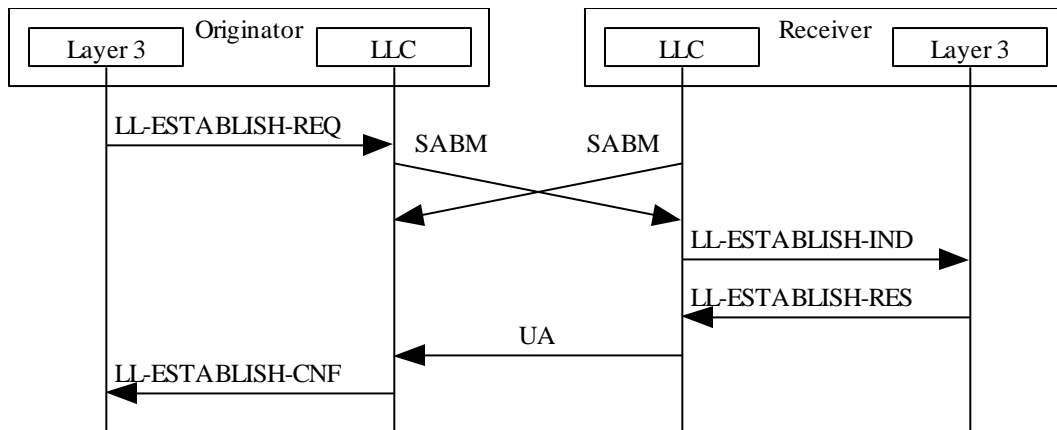 Originator
Receiver
Layer 3
LLC
LLC
Layer 3
LL-ESTABLISH-REQ
SABM
SABM
LL-ESTABLISH-IND
LL-ESTABLISH-RES
UA
LL-ESTABLISH-CNF